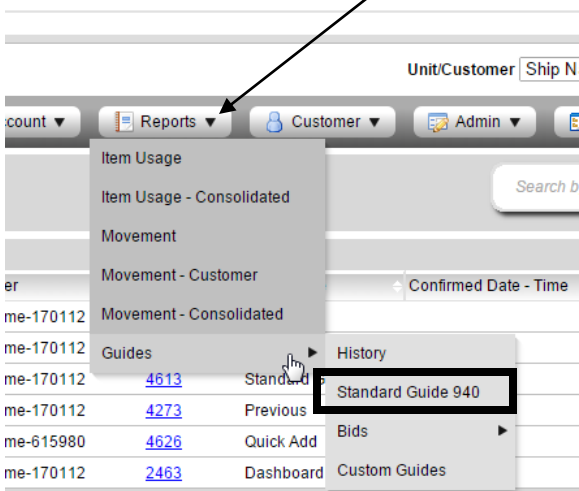 Unit/Customer Ship N
count ▼ Reports ▼ Customer ▼ Admin ▼
Item Usage
Search b
Item Usage - Consolidated
Movement
er Movement - Customer Confirmed Date - Time
me-170112 Movement - Consolidated
me-170112 Guides ▶ History
me-170112 4613 Standard G
Standard Guide 940
me-170112 4273 Previous
me-615980 4626 Quick Add Bids ▶
me-170112 2463 Dashboard Custom Guides